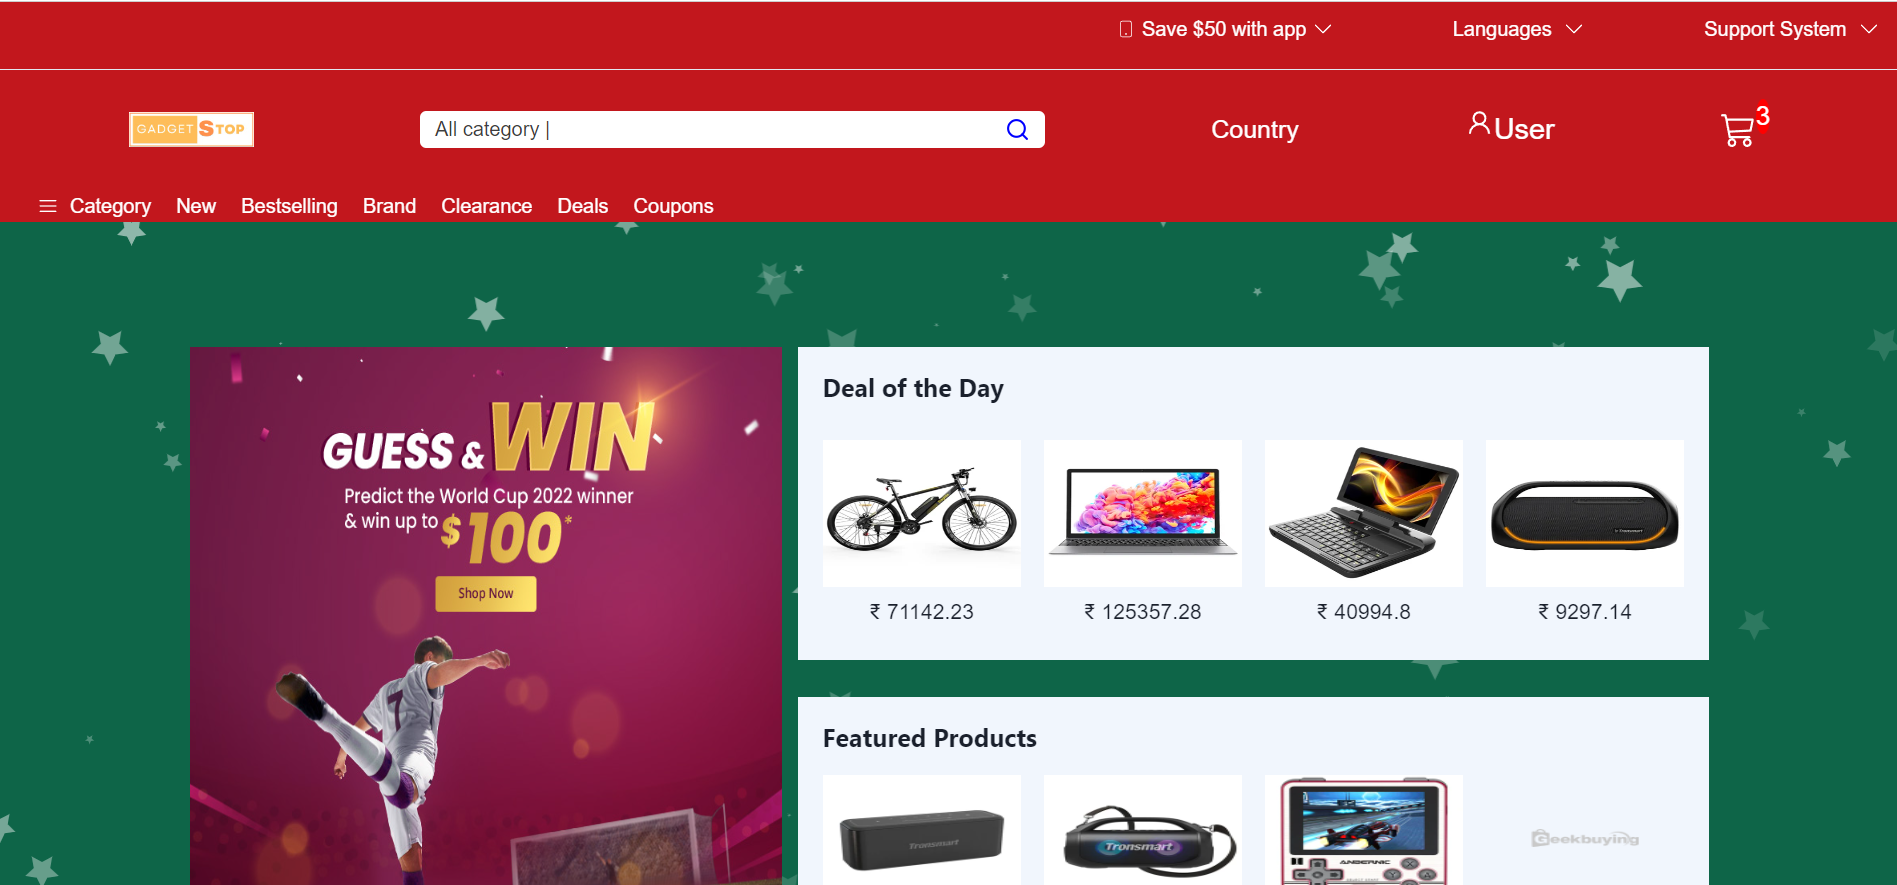 Save $50 with app
Languages
Support System
GADGET STOP
All category |
Country
User
3
Category New Bestselling Brand Clearance Deals Coupons
GUESS & WIN
Predict the World Cup 2022 winner
& win up to $100*
Shop Now
7
Deal of the Day
₹ 71142.23
₹ 125357.28
₹ 40994.8
₹ 9297.14
Tronsmart
Featured Products
Tronsmart
Tronsmart
ANBERNIC
Geekbuying